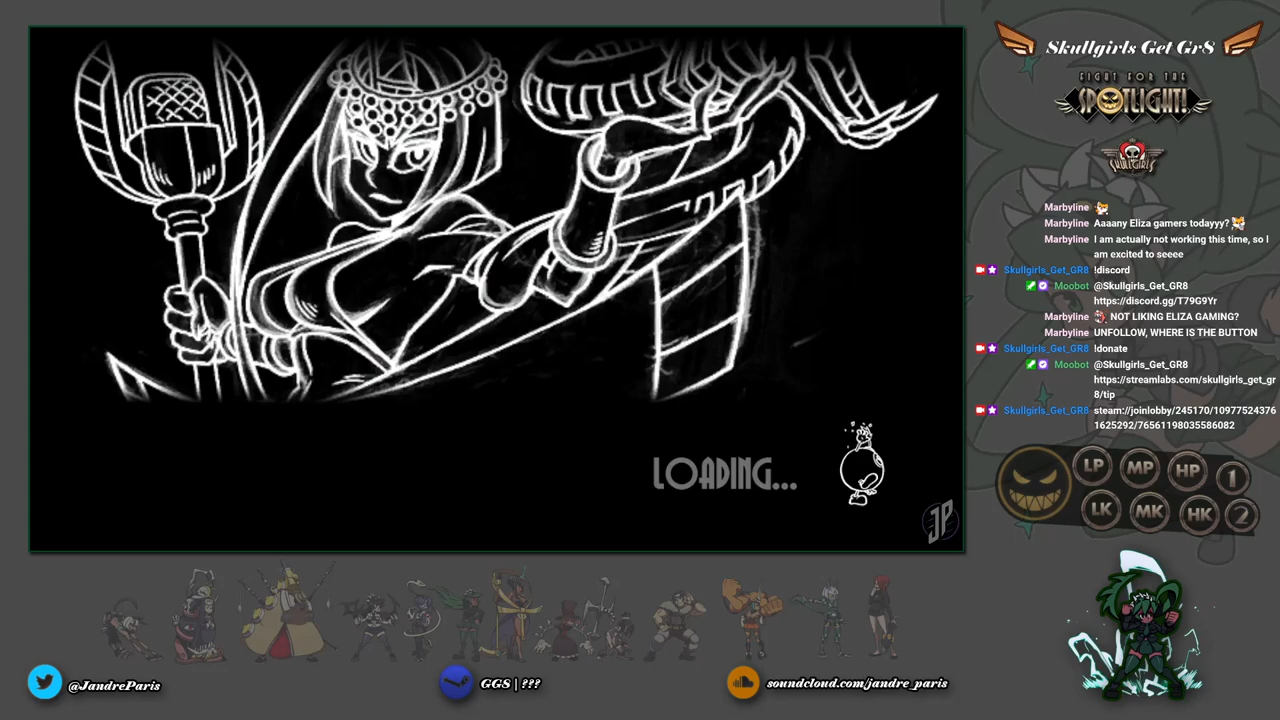 Skullgirls Get Gr8
FIGHT FOR THE
SPOTLIGHT!
SKULLGIRLS
Marbyline
Marbyline Aaaany Eliza gamers todayyy?
Marbyline I am actually not working this time, so I
am excited to seeee
Skullgirls_Get_GR8 !discord
Moobot @Skullgirls_Get_GR8
https://discord.gg/T79G9Yr
Marbyline NOT LIKING ELIZA GAMING?
Marbyline UNFOLLOW, WHERE IS THE BUTTON
Skullgirls_Get_GR8 !donate
Moobot @Skullgirls_Get_GR8
https://streamlabs.com/skullgirls_get_gr
8/tip
Skullgirls_Get_GR8 steam://joinlobby/245170/10977524376
1625292/76561198035586082
LOADING...
JP
LP MP HP 1
LK MK HK 2
@JandreParis
GGS | ???
soundcloud.com/jandre_paris